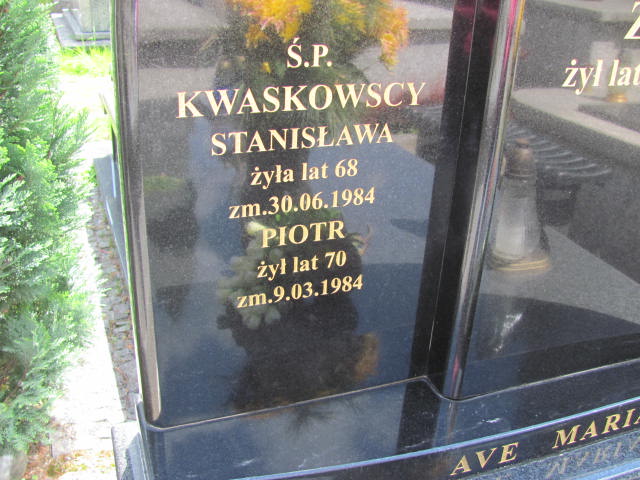 Ś.P.
KWASKOWSCY
STANISŁAWA
żyła lat 68
zm.30.06.1984
PIOTR
żył lat 70
zm.9.03.1984
żył lat
AVE MARIA